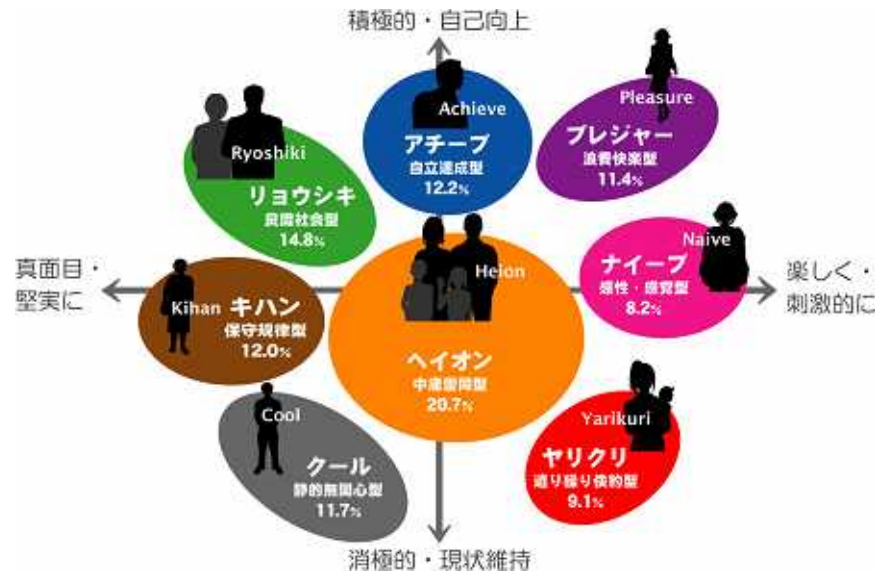 積極的・自己向上
Achieve
アチーブ
自立達成型
12.2%
Pleasure
プレジャー
浪費快楽型
11.4%
Ryoshiki
リョウシキ
良識社会型
14.8%
Naive
ナイーブ
感性・感覚型
8.2%
Heion
ヘイオン
中庸雷同型
20.7%
真面目・
堅実に
楽しく・
刺激的に
Kihan
キハン
保守規律型
12.0%
Cool
クール
静的無関心型
11.7%
Yarikuri
ヤリクリ
遣り繰り倹約型
9.1%
消極的・現状維持